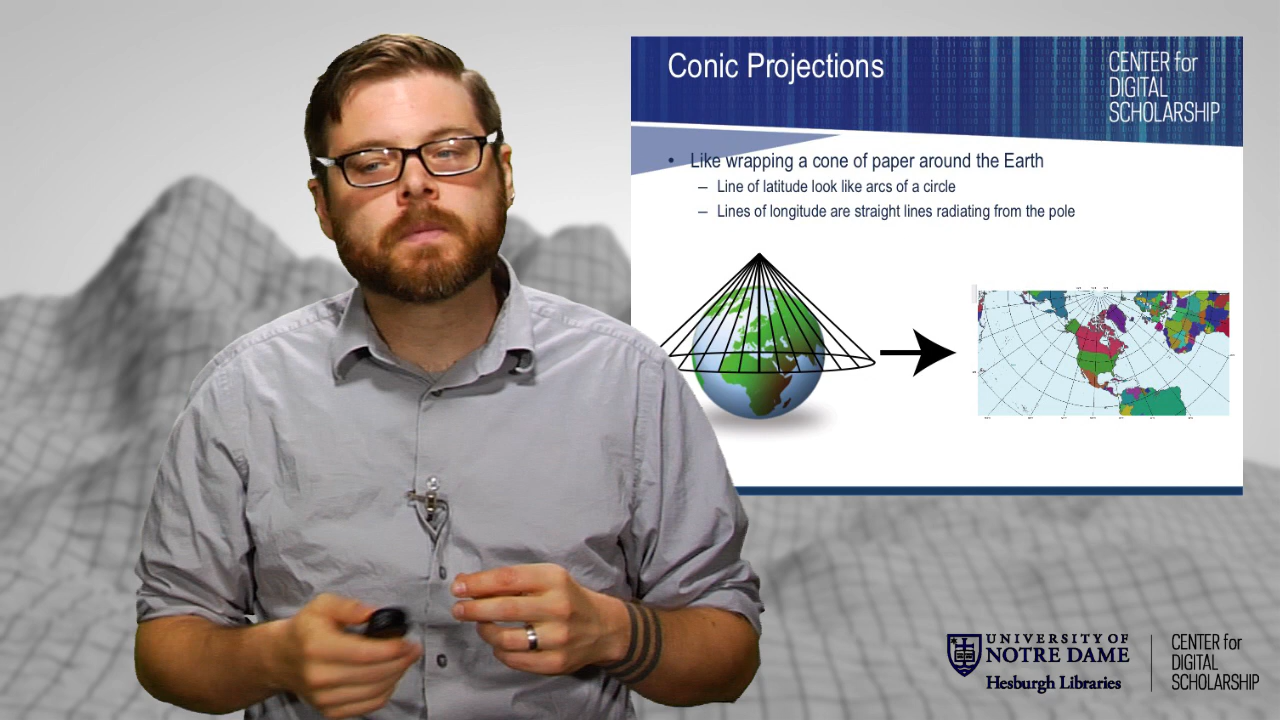 Conic Projections
CENTER for
DIGITAL
SCHOLARSHIP
• Like wrapping a cone of paper around the Earth
– Line of latitude look like arcs of a circle
– Lines of longitude are straight lines radiating from the pole
UNIVERSITY OF
NOTRE DAME
Hesburgh Libraries
CENTER for
DIGITAL
SCHOLARSHIP